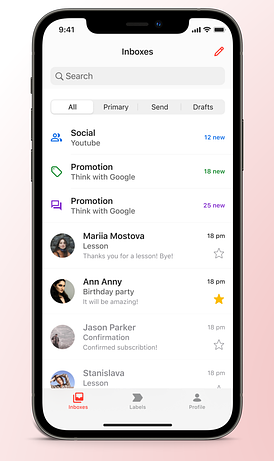 9:41
Inboxes
Search
All Primary Send Drafts
Social
12 new
Youtube
Promotion
18 new
Think with Google
Promotion
25 new
Think with Google
Mariia Mostova 18 pm
Lesson
Thanks you for a lesson! Bye!
Ann Anny 18 pm
Birthday party
It will be amazing!
Jason Parker 18 pm
Confirmation
Confirmed subscribtion!
Stanislava 18 pm
Lesson
Inboxes Labels Profile